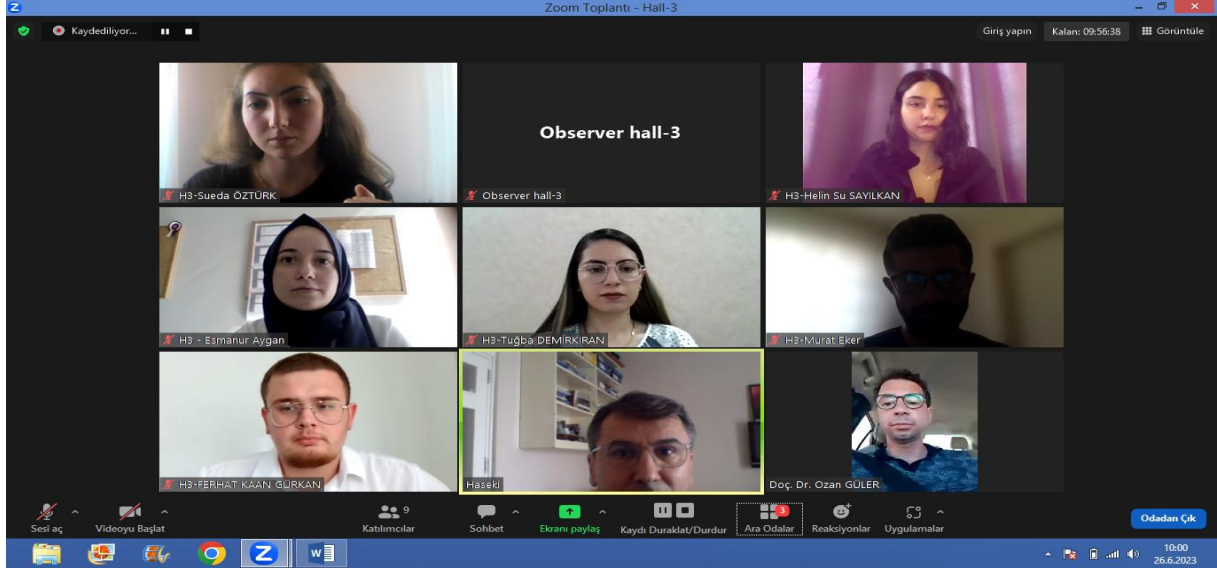 Zoom Toplantı - Hall-3
Kaydediliyor...
Giriş yapın
Kalan: 09:56:38
Görüntüle
H3-Sueda ÖZTÜRK
Observer hall-3
Observer hall-3
H3-Helin Su SAYILKAN
H3 - Esmanur Aygan
H3-Tuğba DEMİRKIRAN
H3-Murat Eker
H3-FERHAT KAAN GÜRKAN
Haseki
Doç. Dr. Ozan GÜLER
Sesi aç
Videoyu Başlat
9
Katılımcılar
Sohbet
Ekranı paylaş
Kaydı Duraklat/Durdur
3
Ara Odalar
Reaksiyonlar
Uygulamalar
Odadan Çık
10:00
26.6.2023